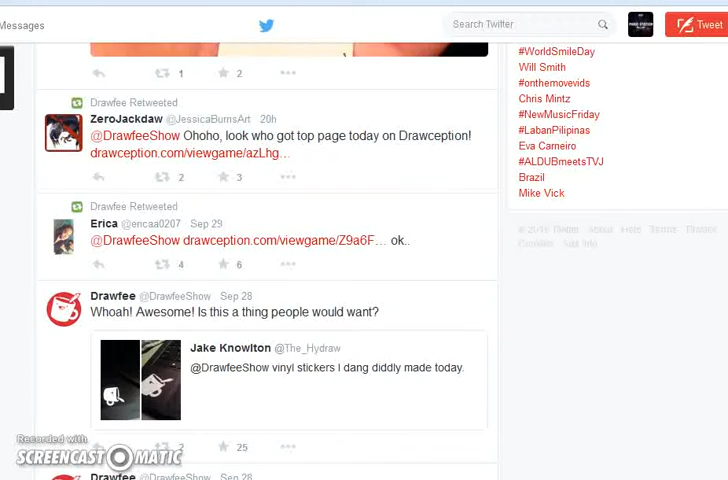 Messages
Search Twitter
Tweet
1
2
Drawfee Retweeted
ZeroJackdaw @JessicaBurnsArt 20h
@DrawfeeShow Ohoho, look who got top page today on Drawception!
drawception.com/viewgame/azLhg…
2
3
Drawfee Retweeted
Erica @ericaa0207 Sep 29
@DrawfeeShow drawception.com/viewgame/Z9a6F… ok..
4
6
Drawfee @DrawfeeShow Sep 28
Whoah! Awesome! Is this a thing people would want?
Jake Knowlton @The_Hydraw
@DrawfeeShow vinyl stickers I dang diddly made today.
2
25
Drawfee @DrawfeeShow Sep 28
#WorldSmileDay
Will Smith
#onthemovevids
Chris Mintz
#NewMusicFriday
#LabanPilipinas
Eva Carneiro
#ALDUBmeetsTVJ
Brazil
Mike Vick
© 2015 Twitter About Help Terms Privacy
Cookies
Recorded with
SCREENCAST MATIC